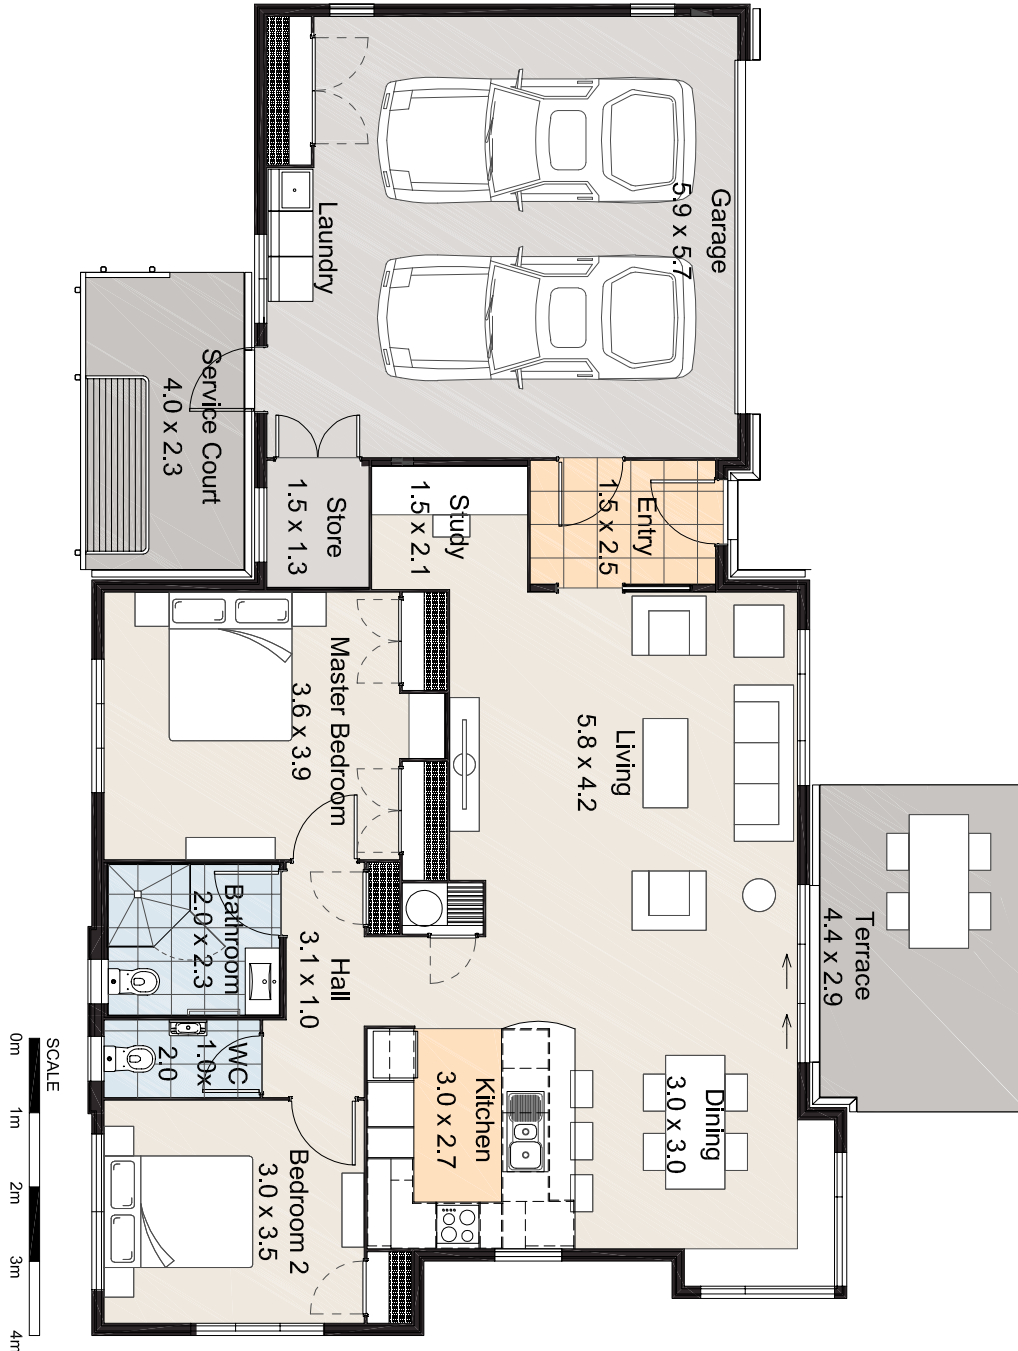 Garage
5.9 x 5.7
Laundry
Service Court
4.0 x 2.3
Store
1.5 x 1.3
Study
1.5 x 2.1
Entry
1.5 x 2.5
Master Bedroom
3.6 x 3.9
Living
5.8 x 4.2
Terrace
4.4 x 2.9
Bathroom
2.0 x 2.3
Hall
3.1 x 1.0
WC
1.0x
2.0
Kitchen
3.0 x 2.7
Dining
3.0 x 3.0
Bedroom 2
3.0 x 3.5
SCALE
0m 1m 2m 3m 4m